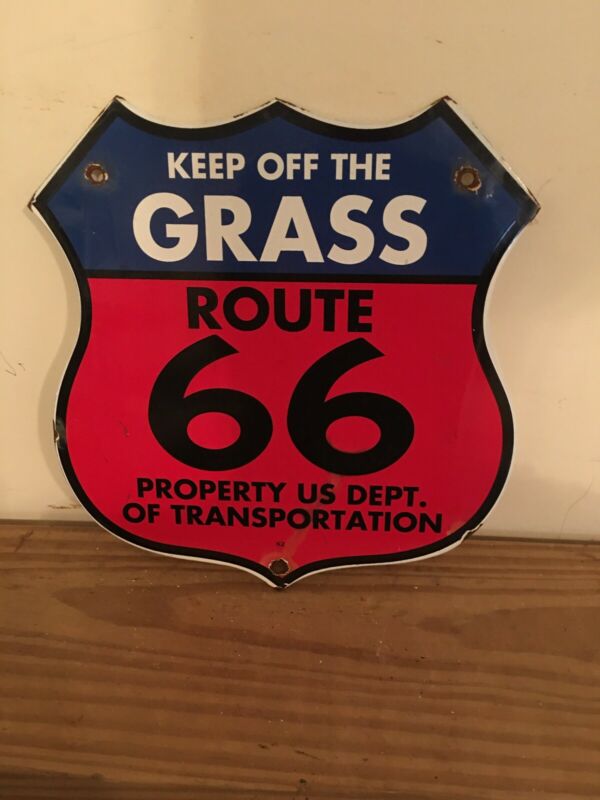 KEEP OFF THE
GRASS
ROUTE
66
PROPERTY US DEPT.
OF TRANSPORTATION